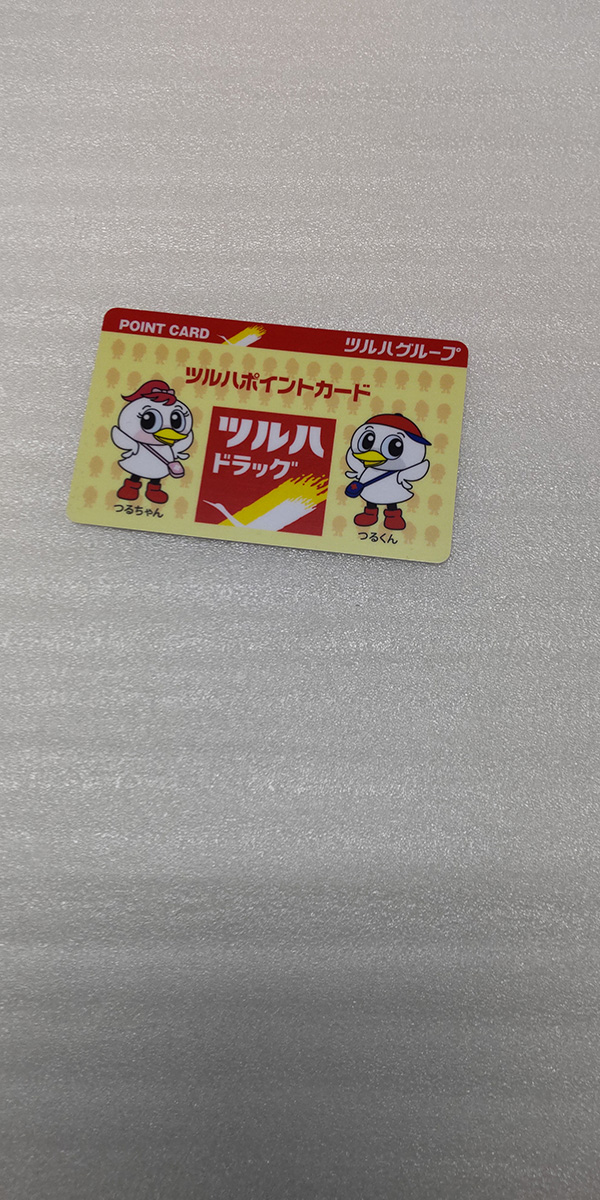 POINT CARD
ツルハグループ
ツルハポイントカード
ツルハ
ドラッグ
つるちゃん
つるくん